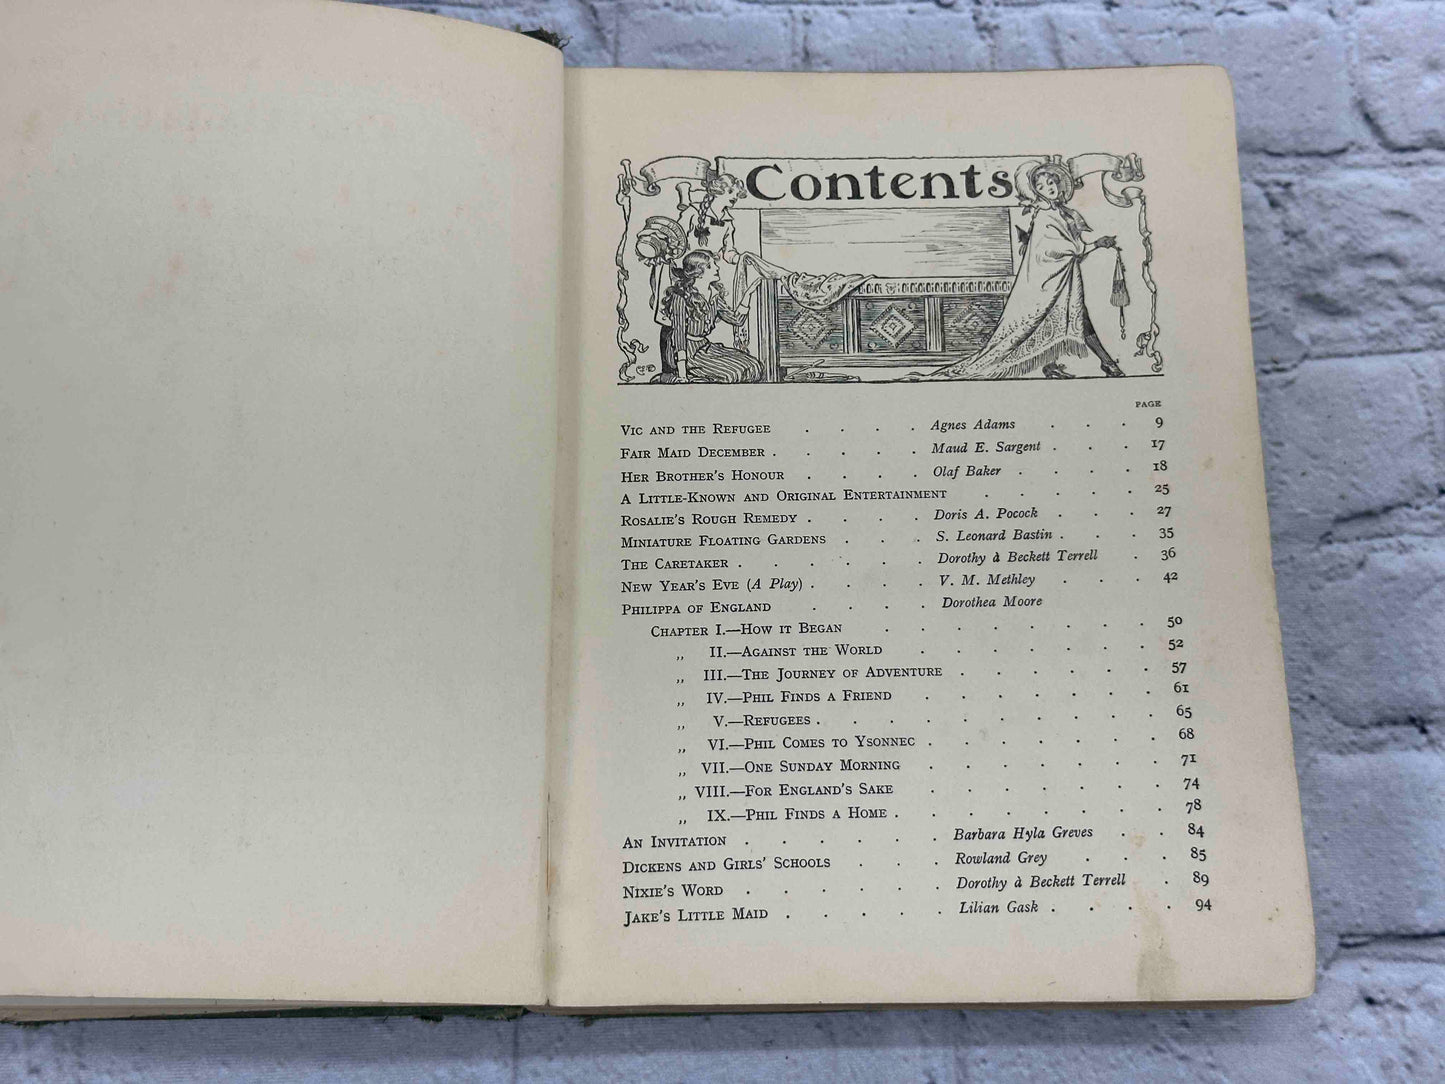 Contents
PAGE
Vic and the Refugee . . . . Agnes Adams . . . 9
Fair Maid December . . . . . Maud E. Sargent . . . 17
Her Brother's Honour . . . . Olaf Baker . . . . 18
A Little-Known and Original Entertainment . . . . . 25
Rosalie's Rough Remedy . . . . Doris A. Pocock . . . 27
Miniature Floating Gardens . . . S. Leonard Bastin . . . 35
The Caretaker . . . . . . Dorothy à Beckett Terrell . 36
New Year's Eve (A Play) . . . . V. M. Methley . . . 42
Philippa of England . . . . Dorothea Moore
Chapter I.—How it Began . . . . . . . 50
„ II.—Against the World . . . . . . 52
„ III.—The Journey of Adventure . . . . . . 57
„ IV.—Phil Finds a Friend . . . . . . . 61
„ V.—Refugees . . . . . . . . . . 65
„ VI.—Phil Comes to Ysonnec . . . . . . . 68
„ VII.—One Sunday Morning . . . . . . . 71
„ VIII.—For England's Sake . . . . . . . 74
„ IX.—Phil Finds a Home . . . . . . . . 78
An Invitation . . . . . . Barbara Hyla Greves . . 84
Dickens and Girls' Schools . . . Rowland Grey . . . 85
Nixie's Word . . . . . . Dorothy à Beckett Terrell . 89
Jake's Little Maid . . . . . Lilian Gask . . . . 94